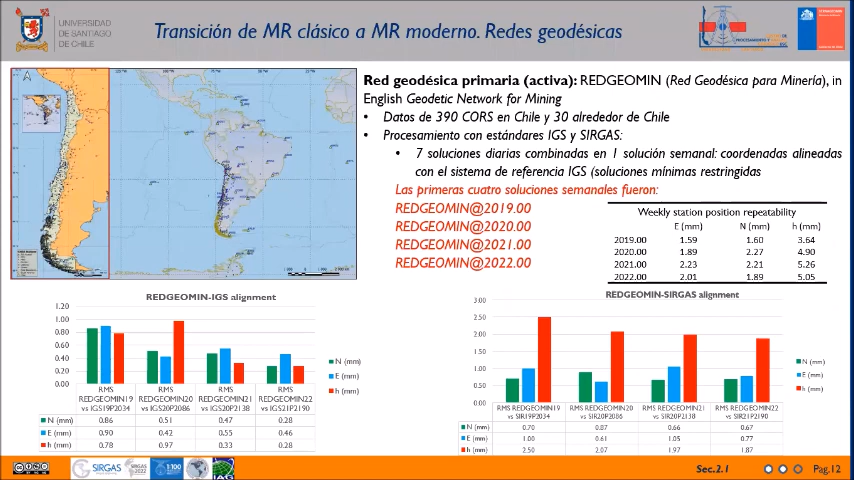 UNIVERSIDAD
DE SANTIAGO
DE CHILE
Transición de MR clásico a MR moderno. Redes geodésicas
Red geodésica primaria (activa): REDGEOMIN (Red Geodésica para Minería), in
English Geodetic Network for Mining
• Datos de 390 CORS en Chile y 30 alrededor de Chile
• Procesamiento con estándares IGS y SIRGAS:
• 7 soluciones diarias combinadas en 1 solución semanal: coordenadas alineadas
con el sistema de referencia IGS (soluciones mínimas restringidas
Las primeras cuatro soluciones semanales fueron:
REDGEOMIN@2019.00
REDGEOMIN@2020.00
REDGEOMIN@2021.00
REDGEOMIN@2022.00
Weekly station position repeatability
E (mm) N (mm) h (mm)
2019.00 1.59 1.60 3.64
2020.00 1.89 2.27 4.90
2021.00 2.23 2.21 5.26
2022.00 2.01 1.89 5.05
REDGEOMIN-IGS alignment
1.20
1.00
0.80
0.60
0.40
0.20
0.00
N (mm)
E (mm)
h (mm)
RMS REDGEOMIN19 vs IGS19P2034
RMS REDGEOMIN20 vs IGS20P2086
RMS REDGEOMIN21 vs IGS20P2138
RMS REDGEOMIN22 vs IGS21P2190
N (mm) 0.86 0.51 0.47 0.28
E (mm) 0.90 0.42 0.55 0.46
h (mm) 0.78 0.97 0.33 0.28
REDGEOMIN-SIRGAS alignment
3.00
2.50
2.00
1.50
1.00
0.50
0.00
N (mm)
E (mm)
h (mm)
RMS REDGEOMIN19 vs SIR19P2034
RMS REDGEOMIN20 vs SIR20P2086
RMS REDGEOMIN21 vs SIR20P2138
RMS REDGEOMIN22 vs SIR21P2190
N (mm) 0.70 0.87 0.66 0.67
E (mm) 1.00 0.61 1.05 0.77
h (mm) 2.50 2.07 1.97 1.87
SIRGAS
SIRGAS
2022
1:100
IAG
Sec.2.1
Pag.12